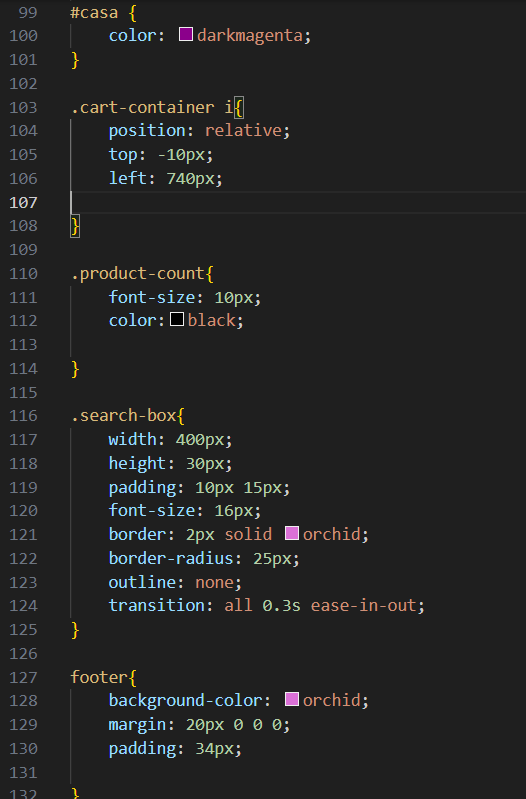 99 #casa {
100 color: darkmagenta;
101 }
102
103 .cart-container i{
104 position: relative;
105 top: -10px;
106 left: 740px;
107
108 }
109
110 .product-count{
111 font-size: 10px;
112 color: black;
113
114 }
115
116 .search-box{
117 width: 400px;
118 height: 30px;
119 padding: 10px 15px;
120 font-size: 16px;
121 border: 2px solid orchid;
122 border-radius: 25px;
123 outline: none;
124 transition: all 0.3s ease-in-out;
125 }
126
127 footer{
128 background-color: orchid;
129 margin: 20px 0 0 0;
130 padding: 34px;
131
132 }